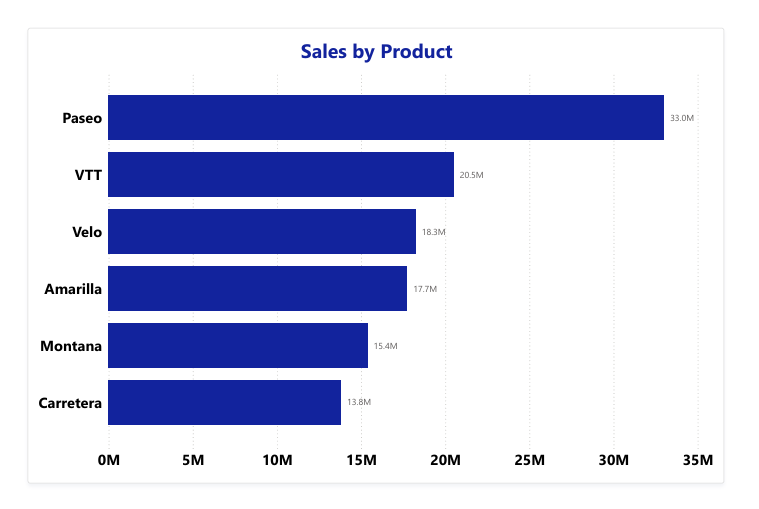 Sales by Product
Paseo 33.0M
VTT 20.5M
Velo 18.3M
Amarilla 17.7M
Montana 15.4M
Carretera 13.8M
0M 5M 10M 15M 20M 25M 30M 35M